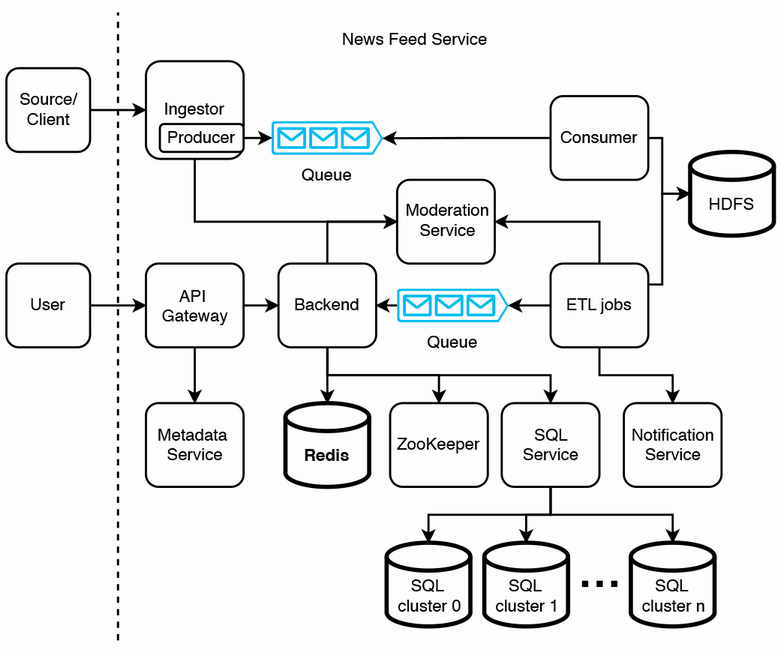 News Feed Service
Source/
Client
Ingestor
Producer
Queue
Consumer
HDFS
Moderation
Service
User
API
Gateway
Backend
Queue
ETL jobs
Metadata
Service
Redis
ZooKeeper
SQL
Service
Notification
Service
SQL
cluster 0
SQL
cluster 1
SQL
cluster n